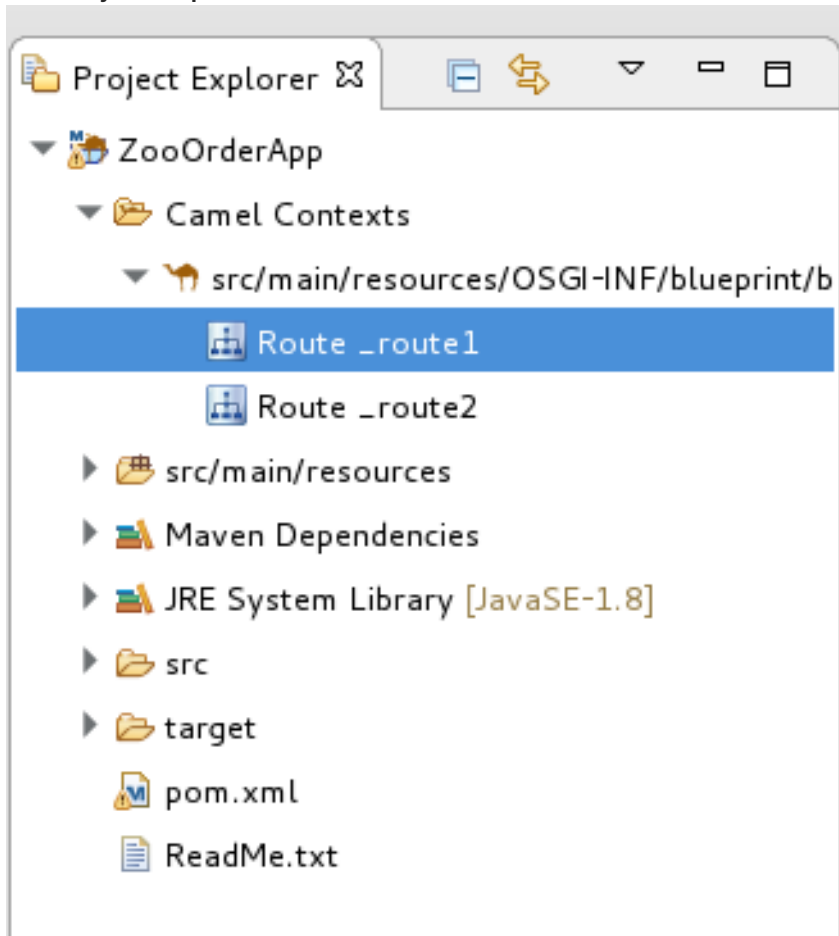 Project Explorer
ZooOrderApp
Camel Contexts
src/main/resources/OSGI-INF/blueprint/b
Route _route1
Route _route2
src/main/resources
Maven Dependencies
JRE System Library [JavaSE-1.8]
src
target
pom.xml
ReadMe.txt